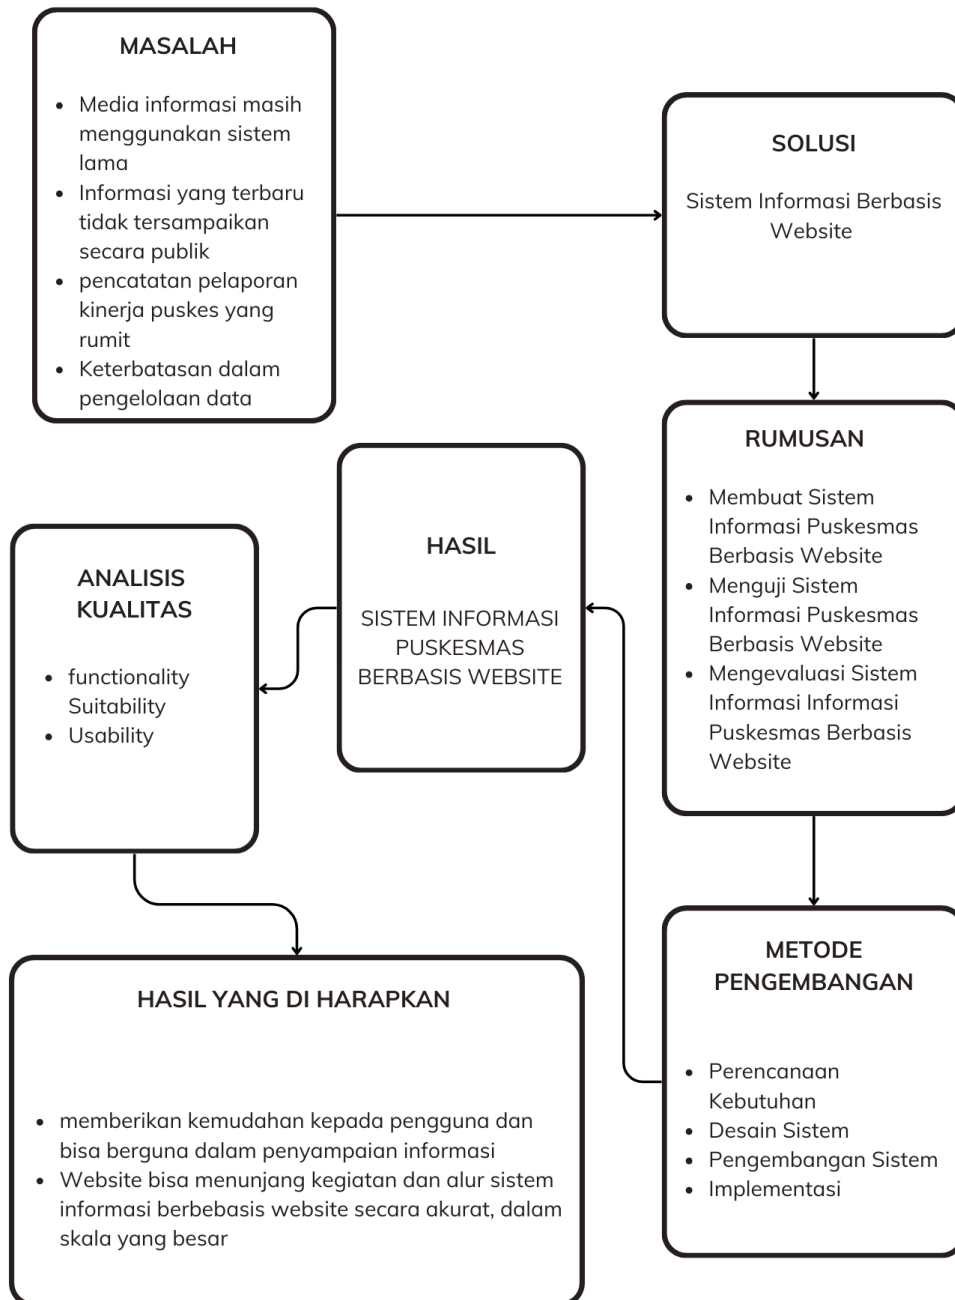 MASALAH
Media informasi masih
menggunakan sistem
lama
Informasi yang terbaru
tidak tersampaikan
secara publik
pencatatan pelaporan
kinerja puskes yang
rumit
Keterbatasan dalam
pengelolaan data
SOLUSI
Sistem Informasi Berbasis
Website
RUMUSAN
Membuat Sistem
Informasi Puskesmas
Berbasis Website
Menguji Sistem
Informasi Puskesmas
Berbasis Website
Mengevaluasi Sistem
Informasi Informasi
Puskesmas Berbasis
Website
METODE
PENGEMBANGAN
Perencanaan
Kebutuhan
Desain Sistem
Pengembangan Sistem
Implementasi
HASIL
SISTEM INFORMASI
PUSKESMAS
BERBASIS WEBSITE
ANALISIS
KUALITAS
functionality
Suitability
Usability
HASIL YANG DI HARAPKAN
memberikan kemudahan kepada pengguna dan
bisa berguna dalam penyampaian informasi
Website bisa menunjang kegiatan dan alur sistem
informasi berbebasis website secara akurat, dalam
skala yang besar